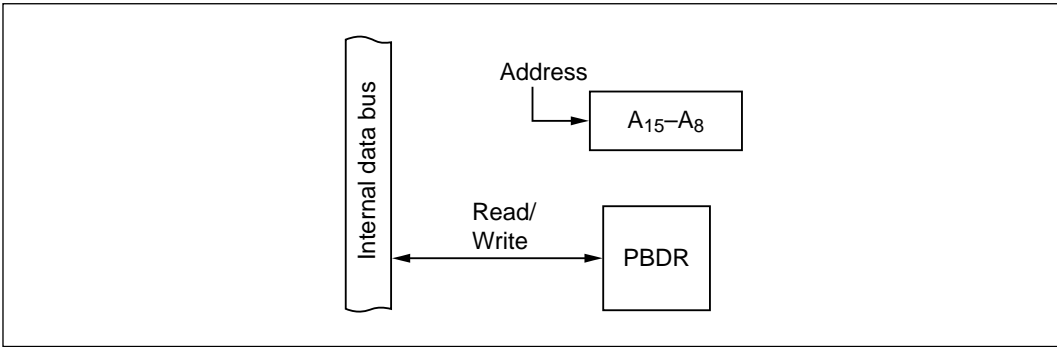 Internal data bus
Address
A15–A8
Read/
Write
PBDR